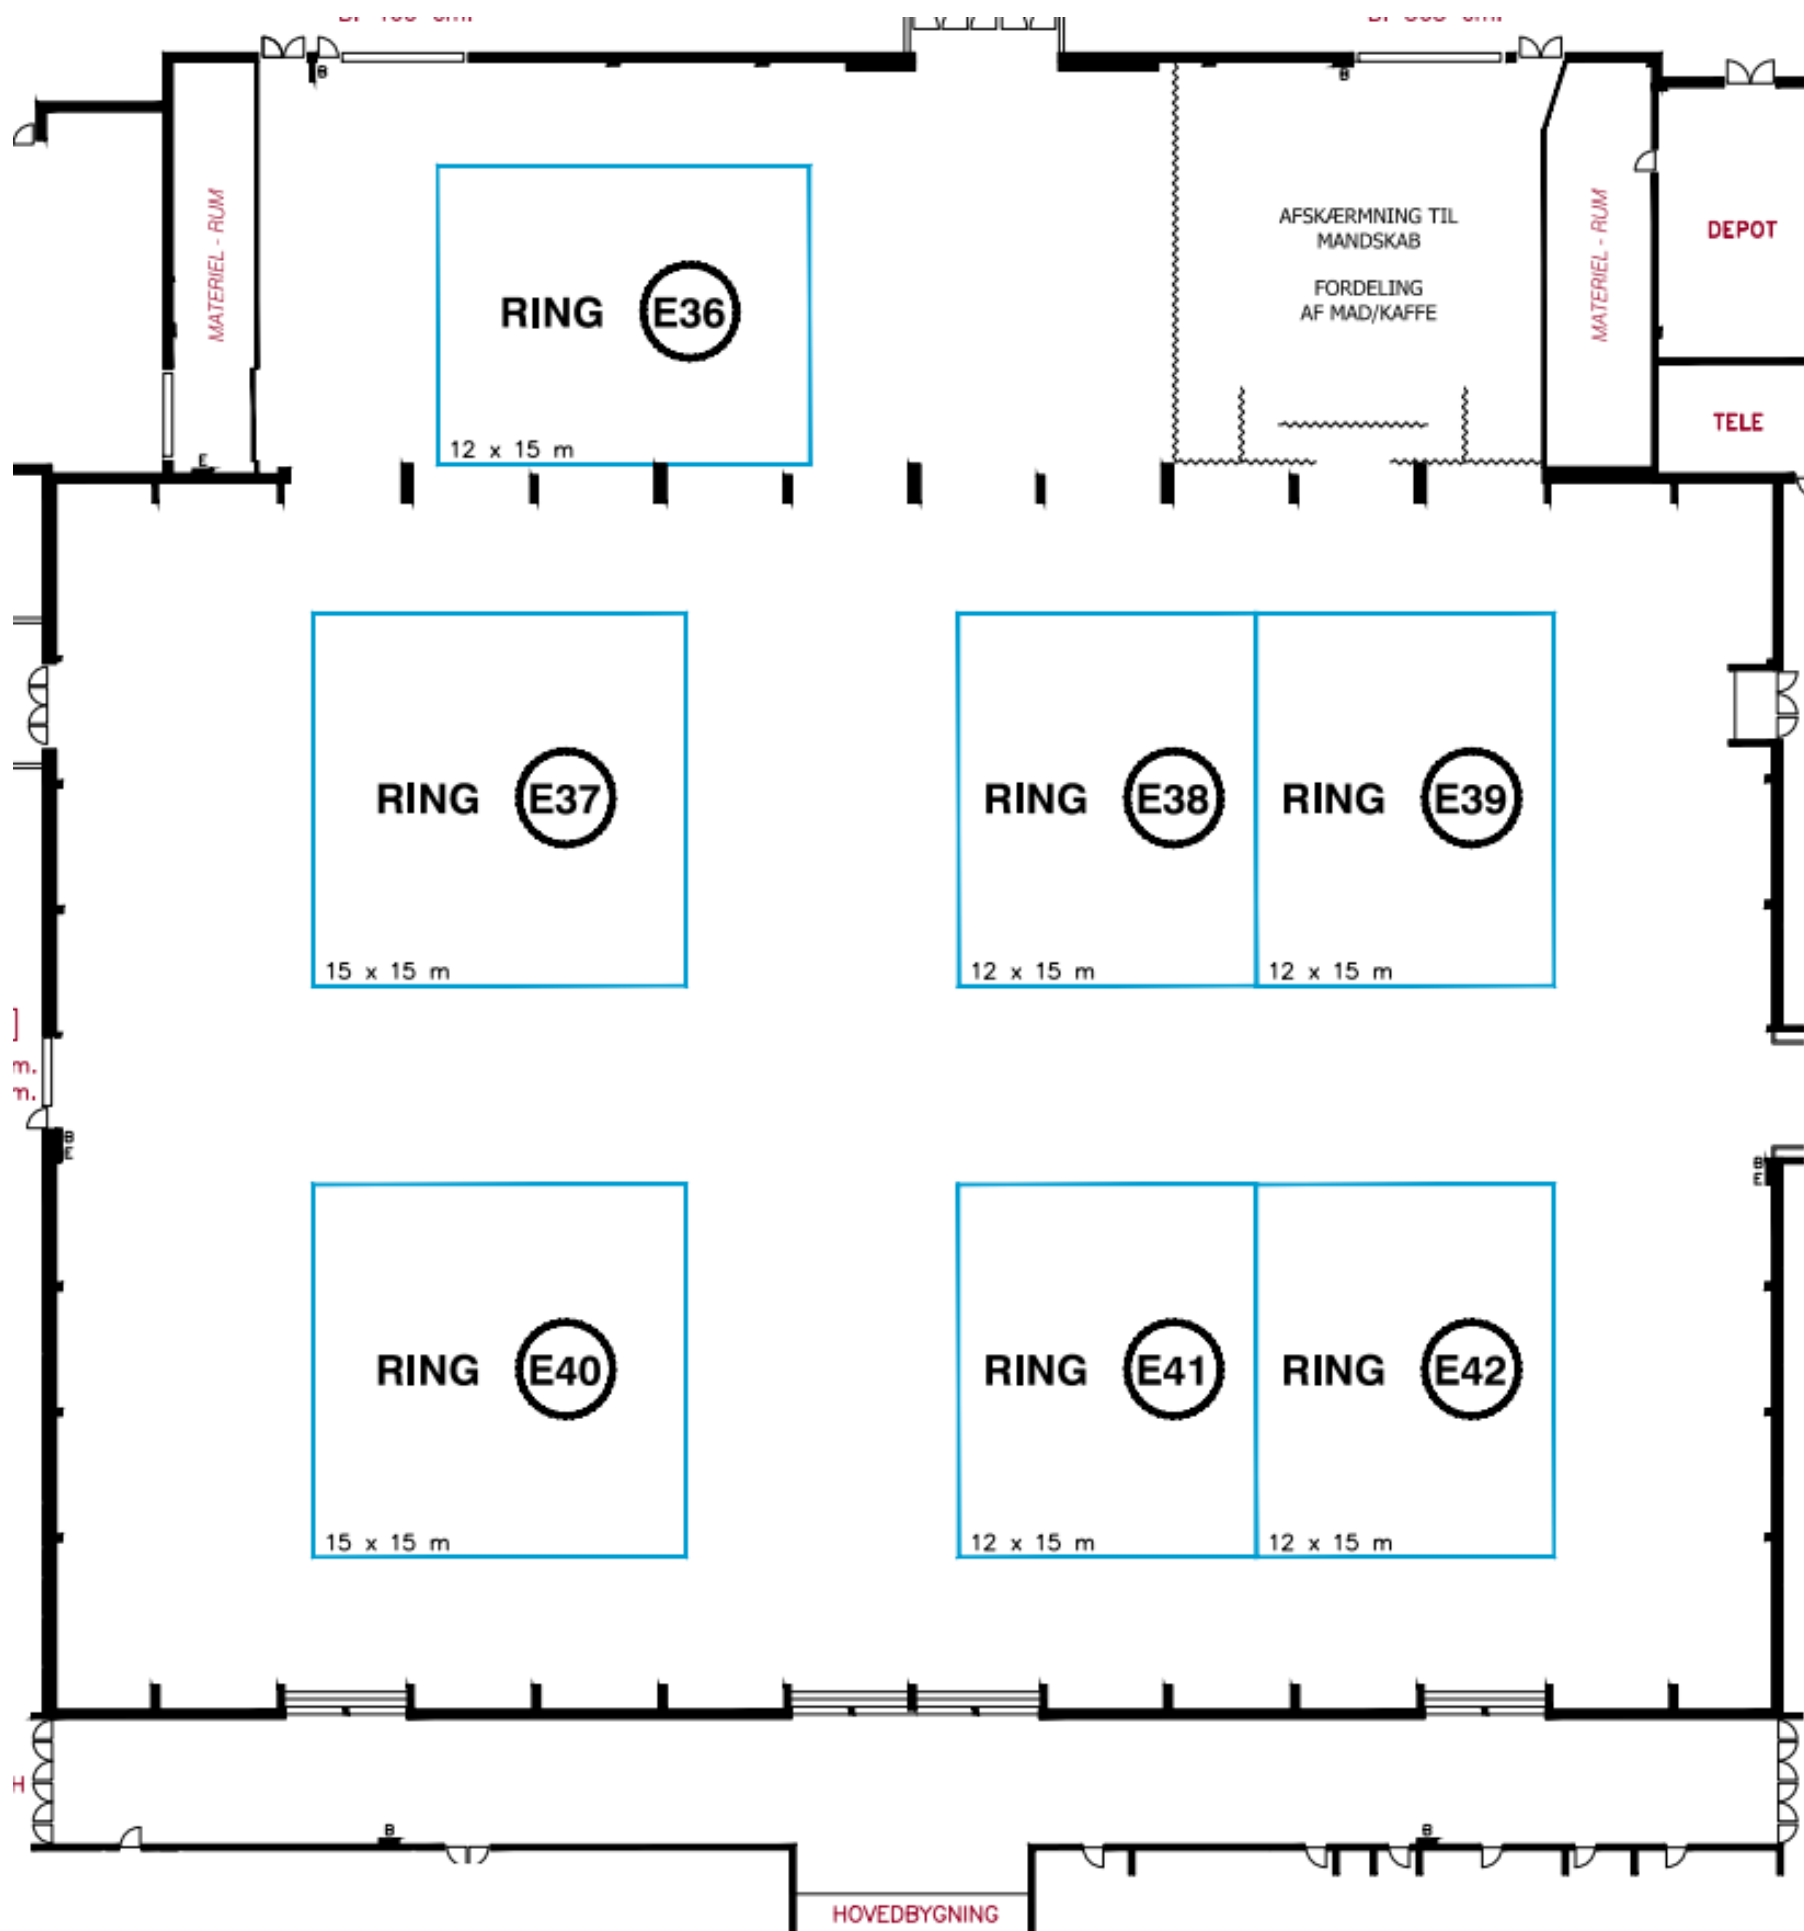 MATERIEL - RUM
RING E36
12 x 15 m
AFSKÆRMNING TIL
MANDSKAB
FORDELING
AF MAD/KAFFE
MATERIEL - RUM
DEPOT
TELE
B
B
E
RING E37
15 x 15 m
RING E38
12 x 15 m
RING E39
12 x 15 m
m.
m.
B
E
B
E
RING E40
15 x 15 m
RING E41
12 x 15 m
RING E42
12 x 15 m
H
B
B
HOVEDBYGNING